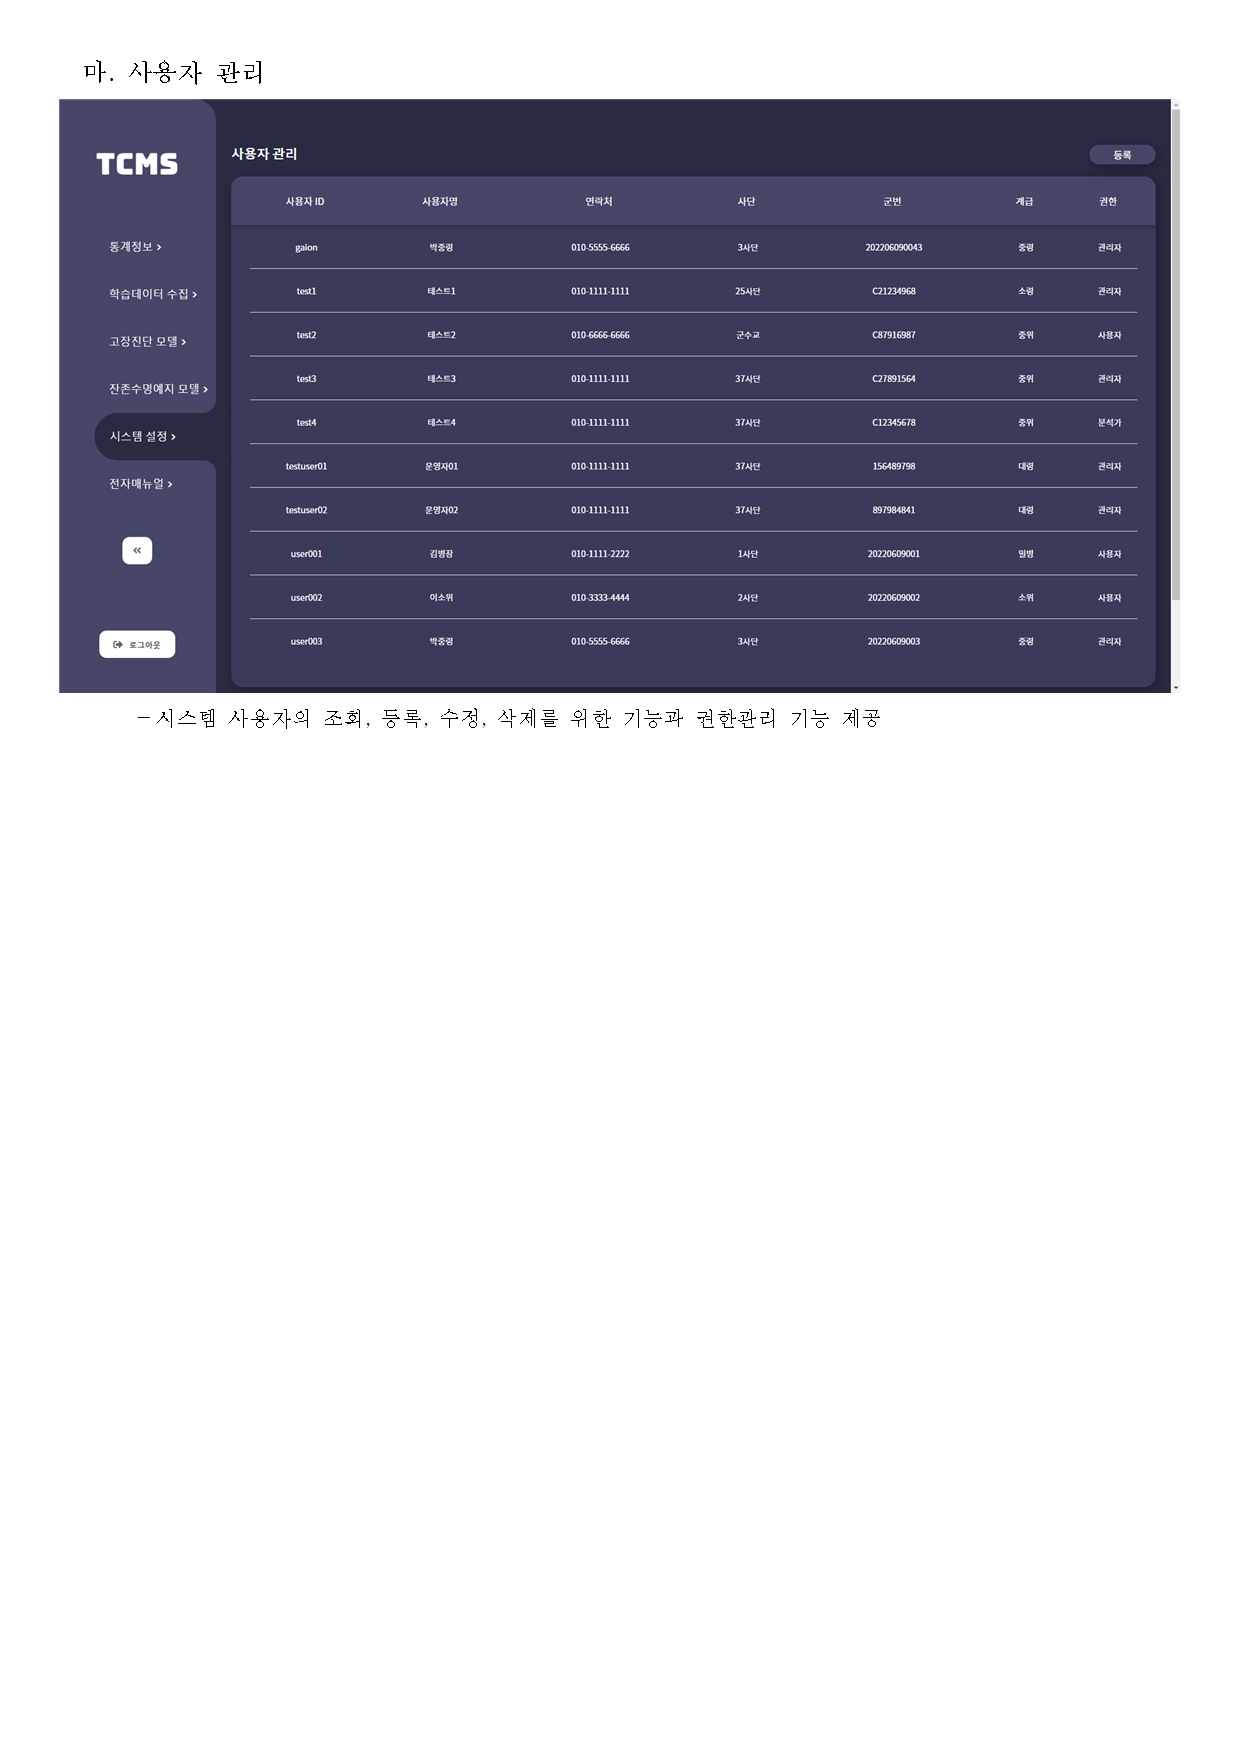 마. 사용자 관리
TCMS
통계정보 >
학습데이터 수집 >
고장진단 모델 >
잔존수명예지 모델 >
시스템 설정 >
전자매뉴얼 >
«
로그아웃
사용자 관리
등록
사용자 ID 사용자명 연락처 사단 군번 계급 권한
gaion 박중령 010-5555-6666 3사단 202206090043 중령 관리자
test1 테스트1 010-1111-1111 25사단 C21234968 소령 관리자
test2 테스트2 010-6666-6666 군수교 C87916987 중위 사용자
test3 테스트3 010-1111-1111 37사단 C27891564 중위 관리자
test4 테스트4 010-1111-1111 37사단 C12345678 중위 분석가
testuser01 운영자01 010-1111-1111 37사단 156489798 대령 관리자
testuser02 운영자02 010-1111-1111 37사단 897984841 대령 관리자
user001 김병장 010-1111-2222 1사단 20220609001 일병 사용자
user002 이소위 010-3333-4444 2사단 20220609002 소위 사용자
user003 박중령 010-5555-6666 3사단 20220609003 중령 관리자
－시스템 사용자의 조회, 등록, 수정, 삭제를 위한 기능과 권한관리 기능 제공